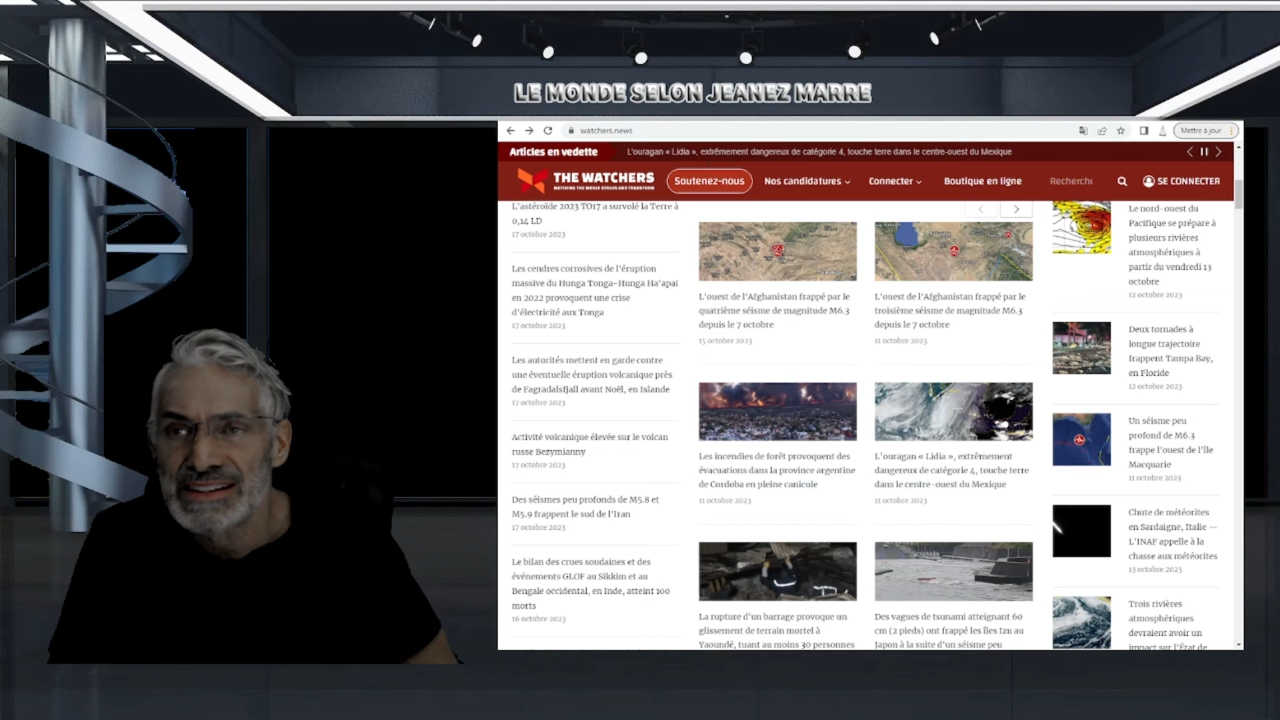 LE MONDE SELON JEANEZ MARRE
watchers.news
Mettre à jour
Articles en vedette
L'ouragan « Lidia », extrêmement dangereux de catégorie 4, touche terre dans le centre-ouest du Mexique
THE WATCHERS
WATCHING THE WORLD EVOLVE AND TRANSFORM
Soutenez-nous
Nos candidatures
Connecter
Boutique en ligne
Recherch
SE CONNECTER
L'astéroïde 2023 TO17 a survolé la Terre à
0,14 LD
17 octobre 2023
Les cendres corrosives de l'éruption
massive du Hunga Tonga-Hunga Ha'apai
en 2022 provoquent une crise
d'électricité aux Tonga
17 octobre 2023
Les autorités mettent en garde contre
une éventuelle éruption volcanique près
de Fagradalsfjall avant Noël, en Islande
17 octobre 2023
Activité volcanique élevée sur le volcan
russe Bezymianny
17 octobre 2023
Des séismes peu profonds de M5.8 et
M5.9 frappent le sud de l'Iran
17 octobre 2023
Le bilan des crues soudaines et des
événements GLOF au Sikkim et au
Bengale occidental, en Inde, atteint 100
morts
16 octobre 2023
L'ouest de l'Afghanistan frappé par le
quatrième séisme de magnitude M6.3
depuis le 7 octobre
15 octobre 2023
L'ouest de l'Afghanistan frappé par le
troisième séisme de magnitude M6.3
depuis le 7 octobre
11 octobre 2023
Les incendies de forêt provoquent des
évacuations dans la province argentine
de Cordoba en pleine canicule
11 octobre 2023
L'ouragan « Lidia », extrêmement
dangereux de catégorie 4, touche terre
dans le centre-ouest du Mexique
11 octobre 2023
La rupture d'un barrage provoque un
glissement de terrain mortel à
Yaoundé, tuant au moins 30 personnes
Des vagues de tsunami atteignant 60
cm (2 pieds) ont frappé les îles Izu au
Japon à la suite d'un séisme peu
Le nord-ouest du
Pacifique se prépare à
plusieurs rivières
atmosphériques à
partir du vendredi 13
octobre
12 octobre 2023
Deux tornades à
longue trajectoire
frappent Tampa Bay,
en Floride
12 octobre 2023
Un séisme peu
profond de M6.3
frappe l'ouest de l'île
Macquarie
11 octobre 2023
Chute de météorites
en Sardaigne, Italie —
L'INAF appelle à la
chasse aux météorites
13 octobre 2023
Trois rivières
atmosphériques
devraient avoir un
impact sur l'État de